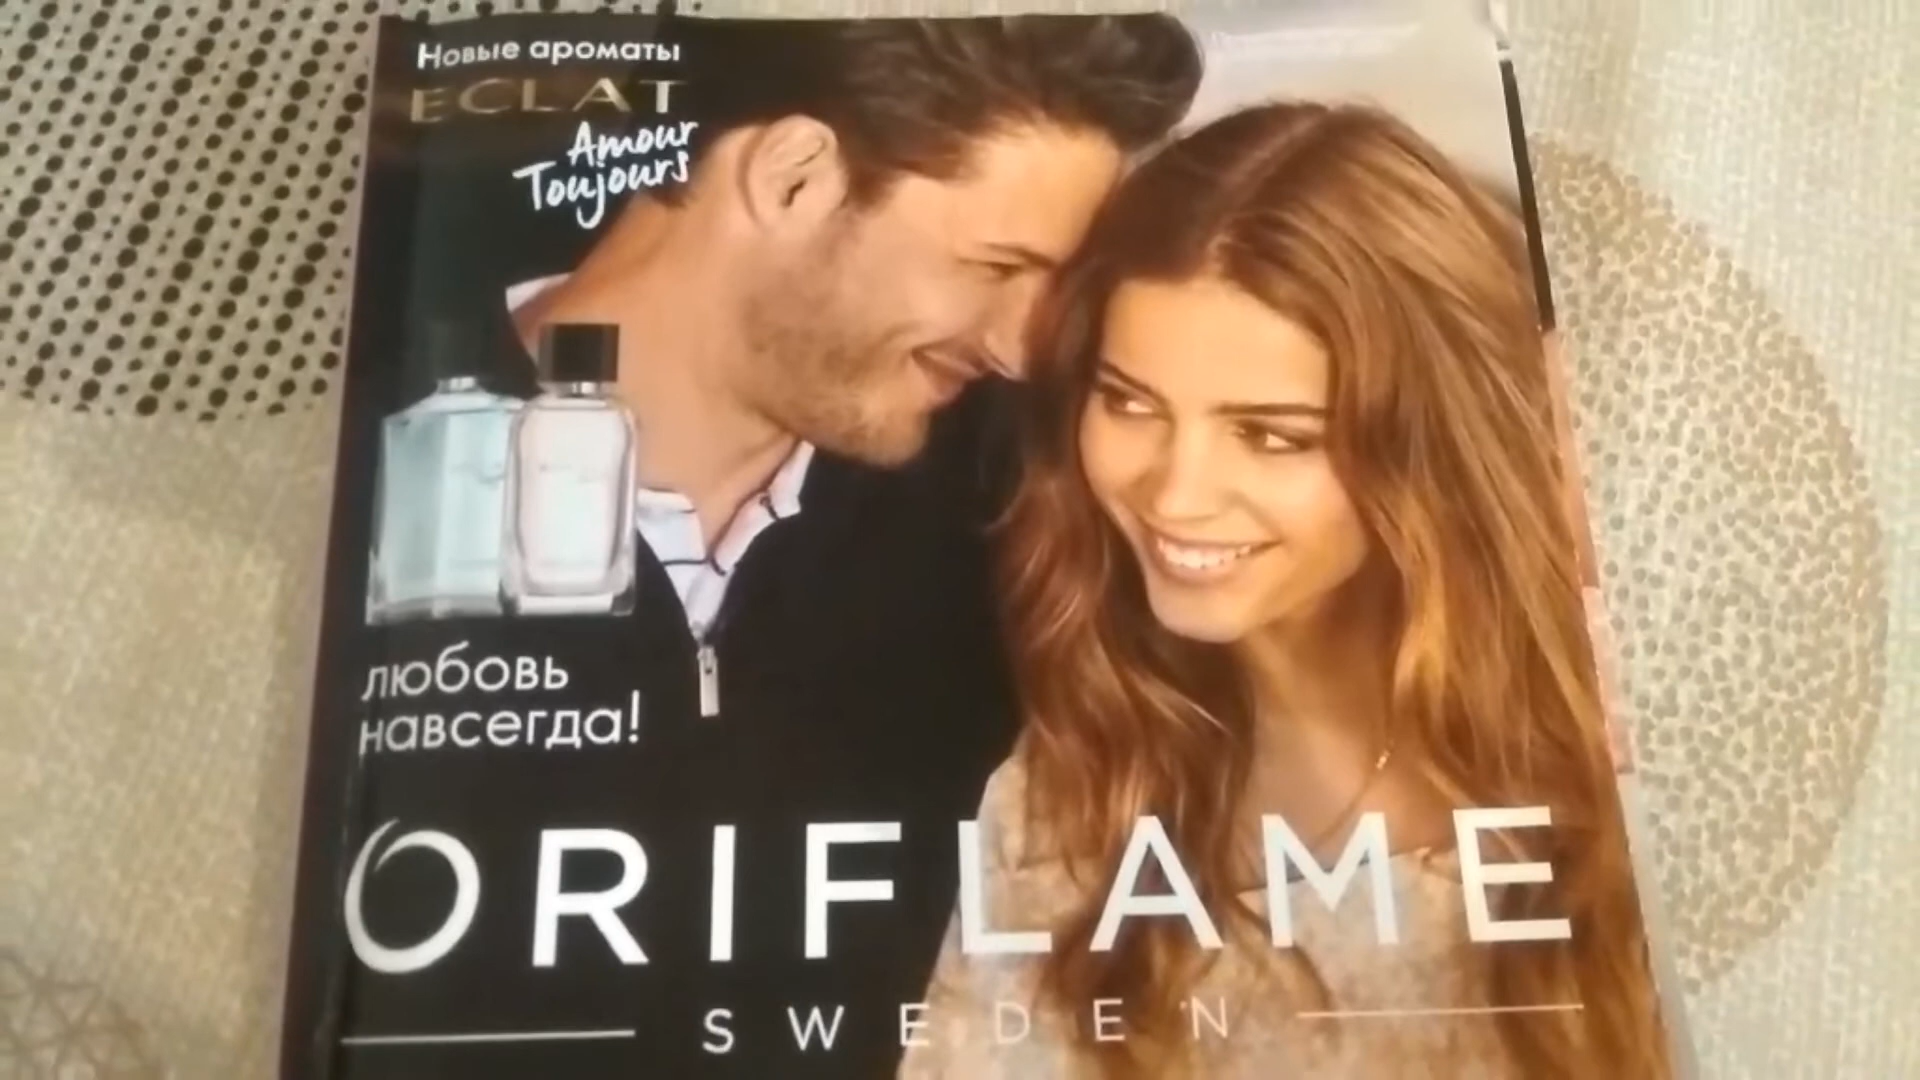 Новые ароматы
ECLAT
Amour
Toujours
любовь
навсегда!
ORIFLAME
SWEDEN